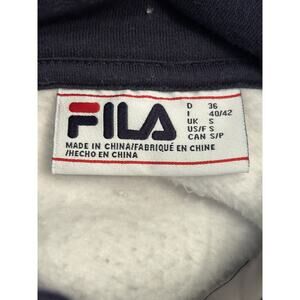 FILA
D 36
I 40/42
UK S
US/F S
CAN S/P
MADE IN CHINA/FABRIQUÉ EN CHINE
/HECHO EN CHINA